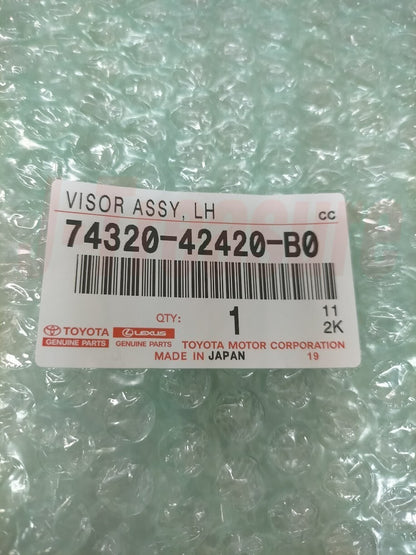 VISOR ASSY, LH
CC
74320-42420-B0
QTY: 1
11
2K
TOYOTA LEXUS TOYOTA MOTOR CORPORATION
GENUINE PARTS GENUINE PARTS
MADE IN JAPAN 19